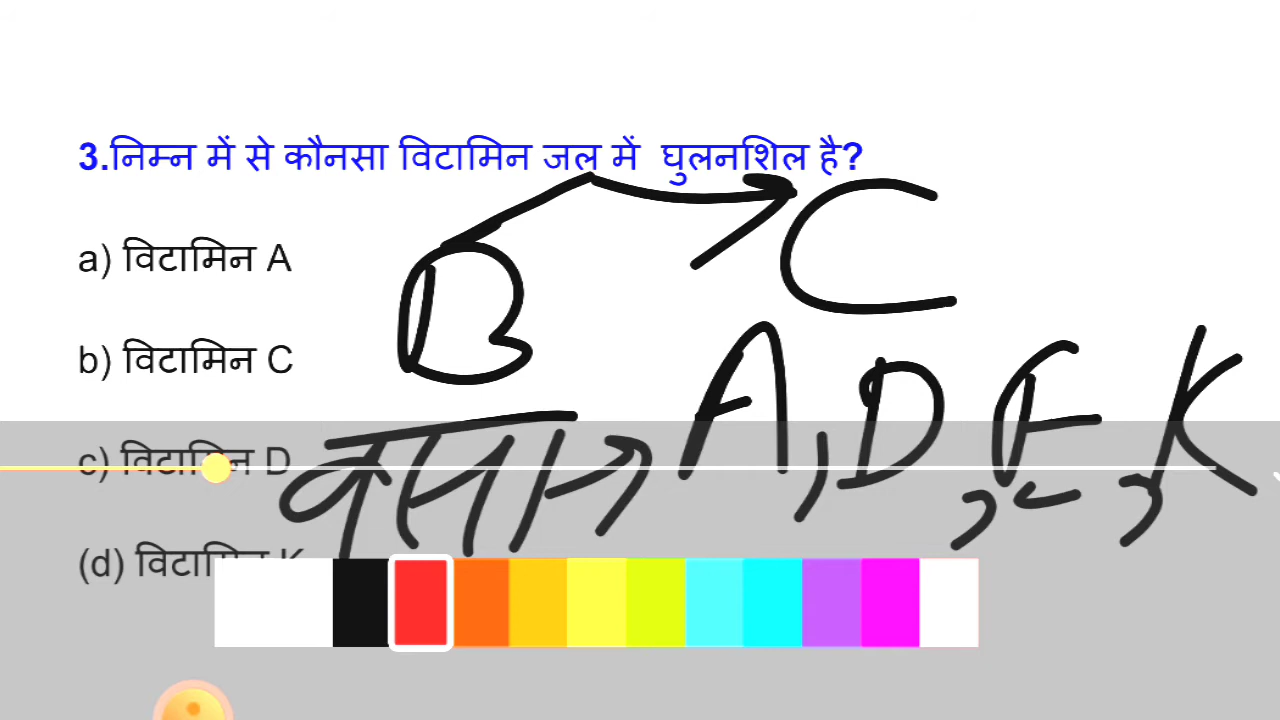 3.निम्न में से कौनसा विटामिन जल में घुलनशिल है?
a) विटामिन A
B C
b) विटामिन C
वसा → A, D, E, K
c) विटामिन D
(d) विटामिन K